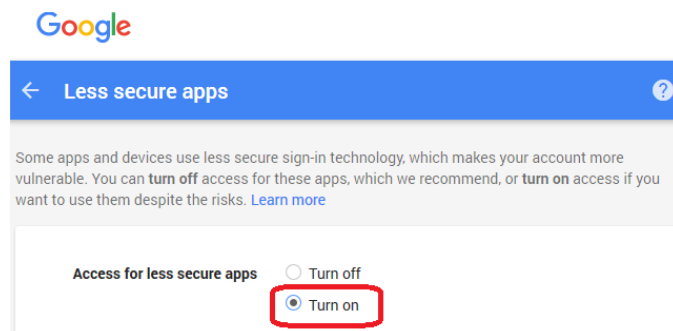 Google
Less secure apps
Some apps and devices use less secure sign-in technology, which makes your account more
vulnerable. You can turn off access for these apps, which we recommend, or turn on access if you
want to use them despite the risks. Learn more
Access for less secure apps Turn off
Turn on